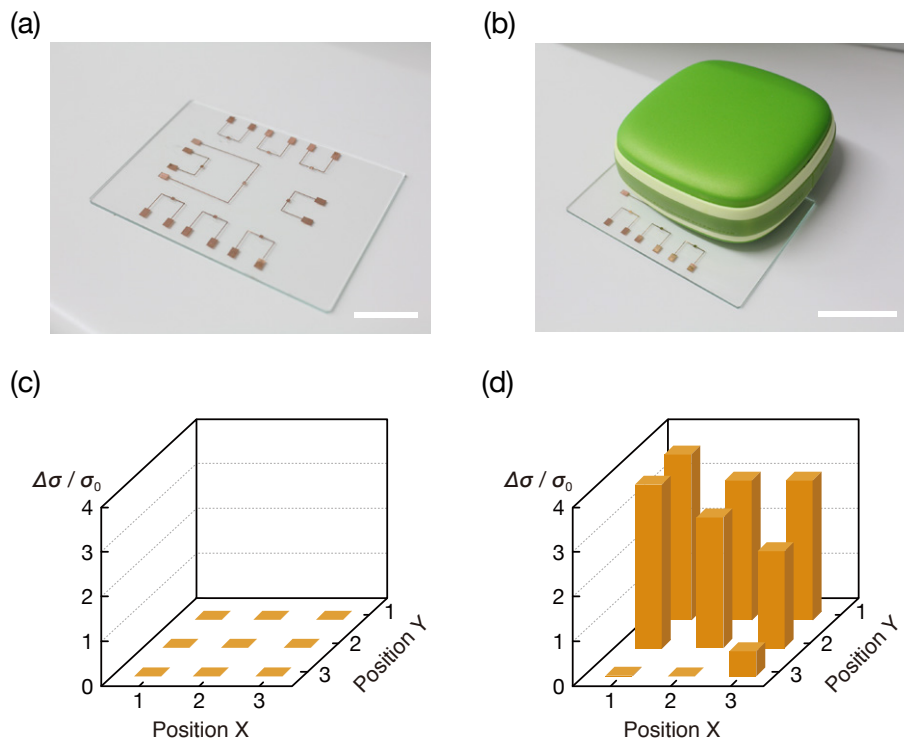 (a)
(b)
(c)
Δσ / σ₀
4
3
2
1
0
1
2
3
Position X
3
2
1
Position Y
(d)
Δσ / σ₀
4
3
2
1
0
1
2
3
Position X
3
2
1
Position Y